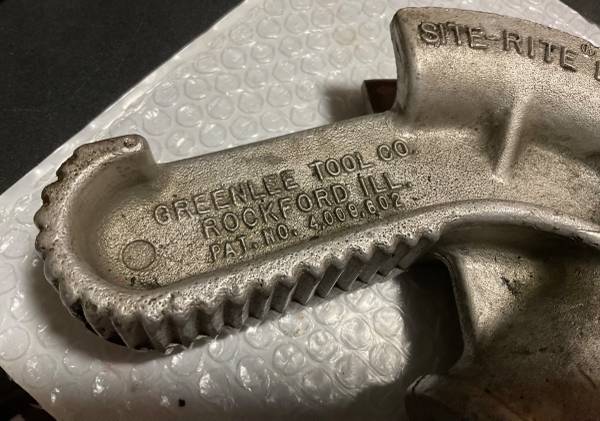 SITE-RITE®
GREENLEE TOOL CO.
ROCKFORD, ILL.
PAT. NO. 4,009,602